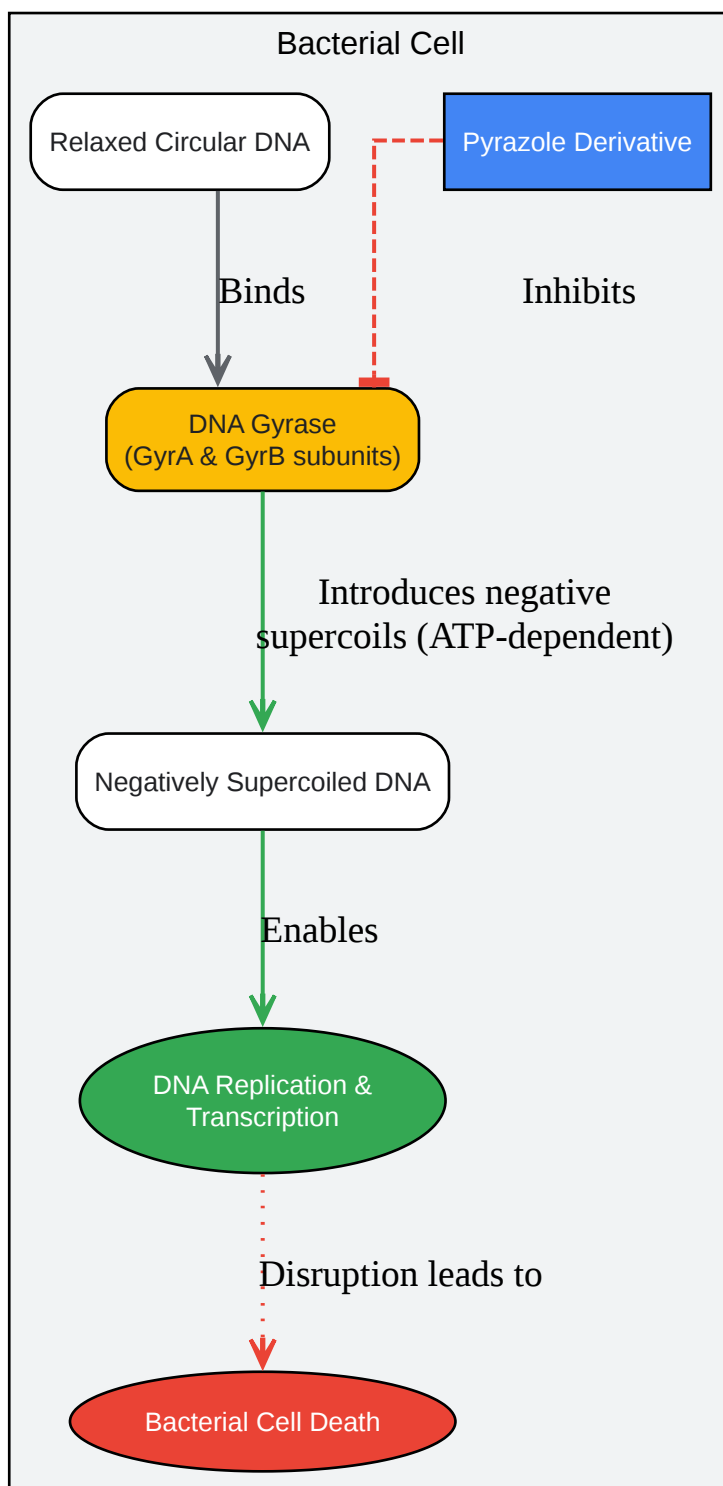 Bacterial Cell
Relaxed Circular DNA
Pyrazole Derivative
Binds
Inhibits
DNA Gyrase
(GyrA & GyrB subunits)
Introduces negative
supercoils (ATP-dependent)
Negatively Supercoiled DNA
Enables
DNA Replication &
Transcription
Disruption leads to
Bacterial Cell Death